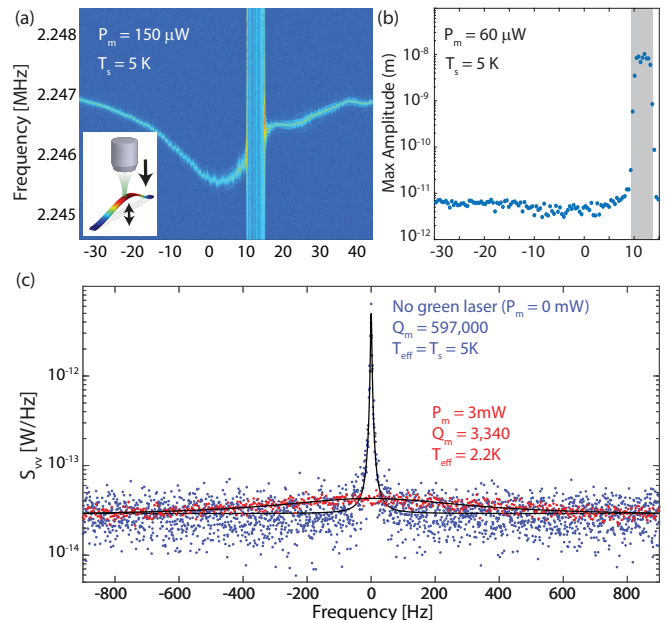 (a)
2.248
2.247
2.246
2.245
Frequency [MHz]
P_m = 150 μW
T_s = 5 K
-30 -20 -10 0 10 20 30 40
(b)
10^-8
10^-9
10^-10
10^-11
10^-12
Max Amplitude (m)
P_m = 60 μW
T_s = 5 K
-30 -20 -10 0 10
(c)
10^-12
10^-13
10^-14
S_vv [W/Hz]
No green laser (P_m = 0 mW)
Q_m = 597,000
T_eff = T_s = 5K
P_m = 3mW
Q_m = 3,340
T_eff = 2.2K
-800 -600 -400 -200 0 200 400 600 800
Frequency [Hz]